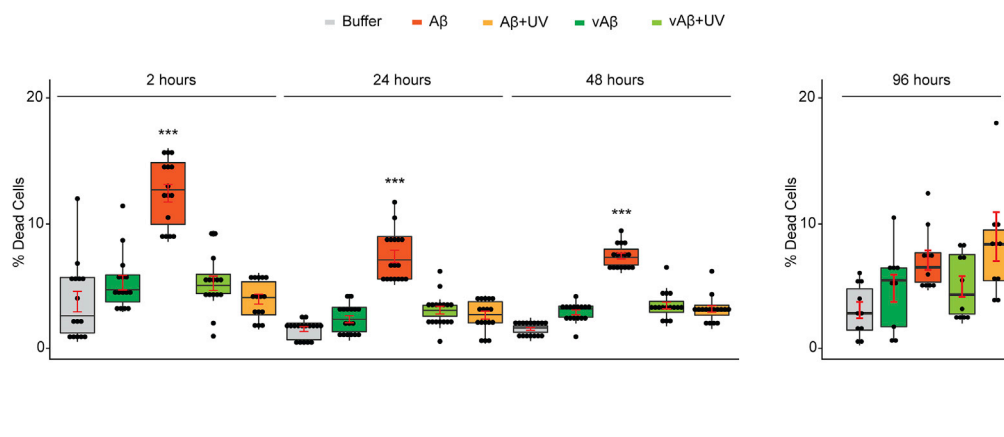 Buffer Aβ Aβ+UV vAβ vAβ+UV
2 hours 24 hours 48 hours 96 hours
20 20
*** *** ***
% Dead Cells % Dead Cells
10 10
0 0